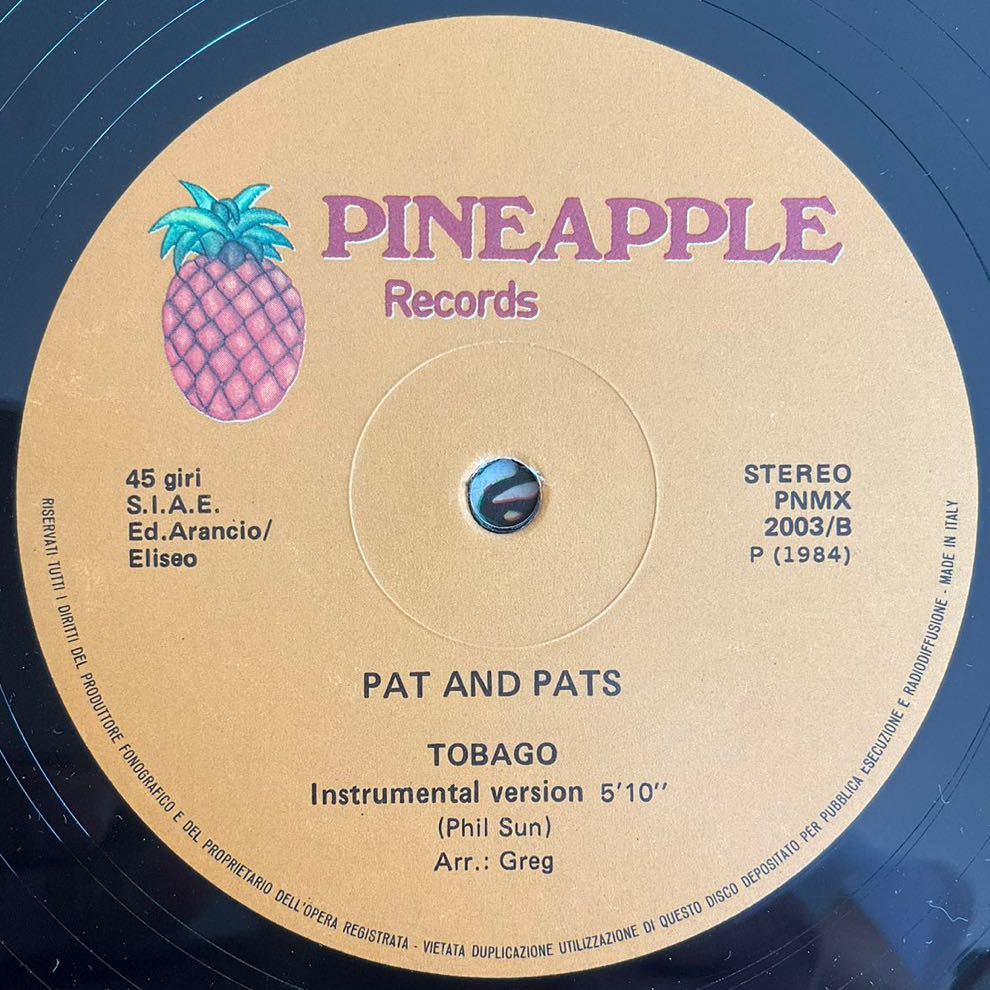 PINEAPPLE
Records
45 giri
S.I.A.E.
Ed.Arancio/
Eliseo
STEREO
PNMX
2003/B
P (1984)
PAT AND PATS
TOBAGO
Instrumental version 5'10''
(Phil Sun)
Arr.: Greg
RISERVATI TUTTI I DIRITTI DEL PRODUTTORE FONOGRAFICO E DEL PROPRIETARIO DELL'OPERA REGISTRATA - VIETATA DUPLICAZIONE UTILIZZAZIONE DI QUESTO DISCO DEPOSITATO PER PUBBLICA ESECUZIONE E RADIODIFFUSIONE - MADE IN ITALY